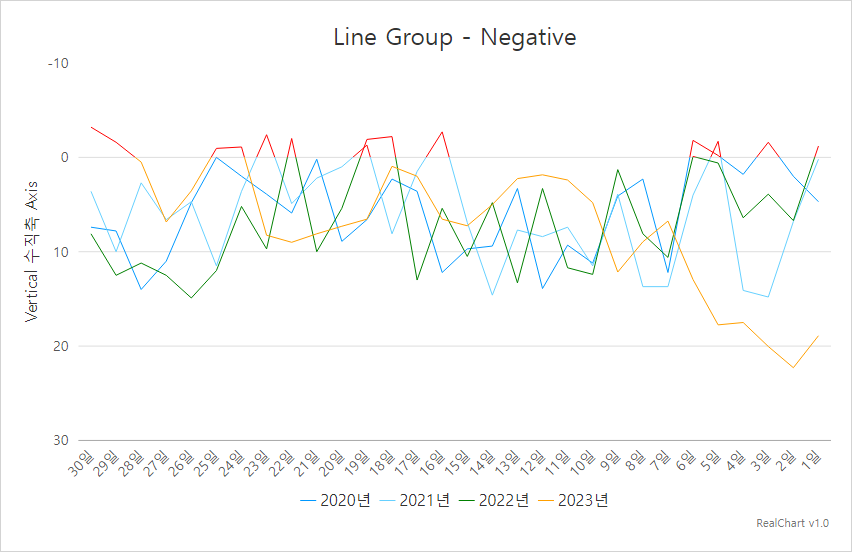 Line Group - Negative
Vertical 수직축 Axis
-10
0
10
20
30
30일 29일 28일 27일 26일 25일 24일 23일 22일 21일 20일 19일 18일 17일 16일 15일 14일 13일 12일 11일 10일 9일 8일 7일 6일 5일 4일 3일 2일 1일
2020년 2021년 2022년 2023년
RealChart v1.0